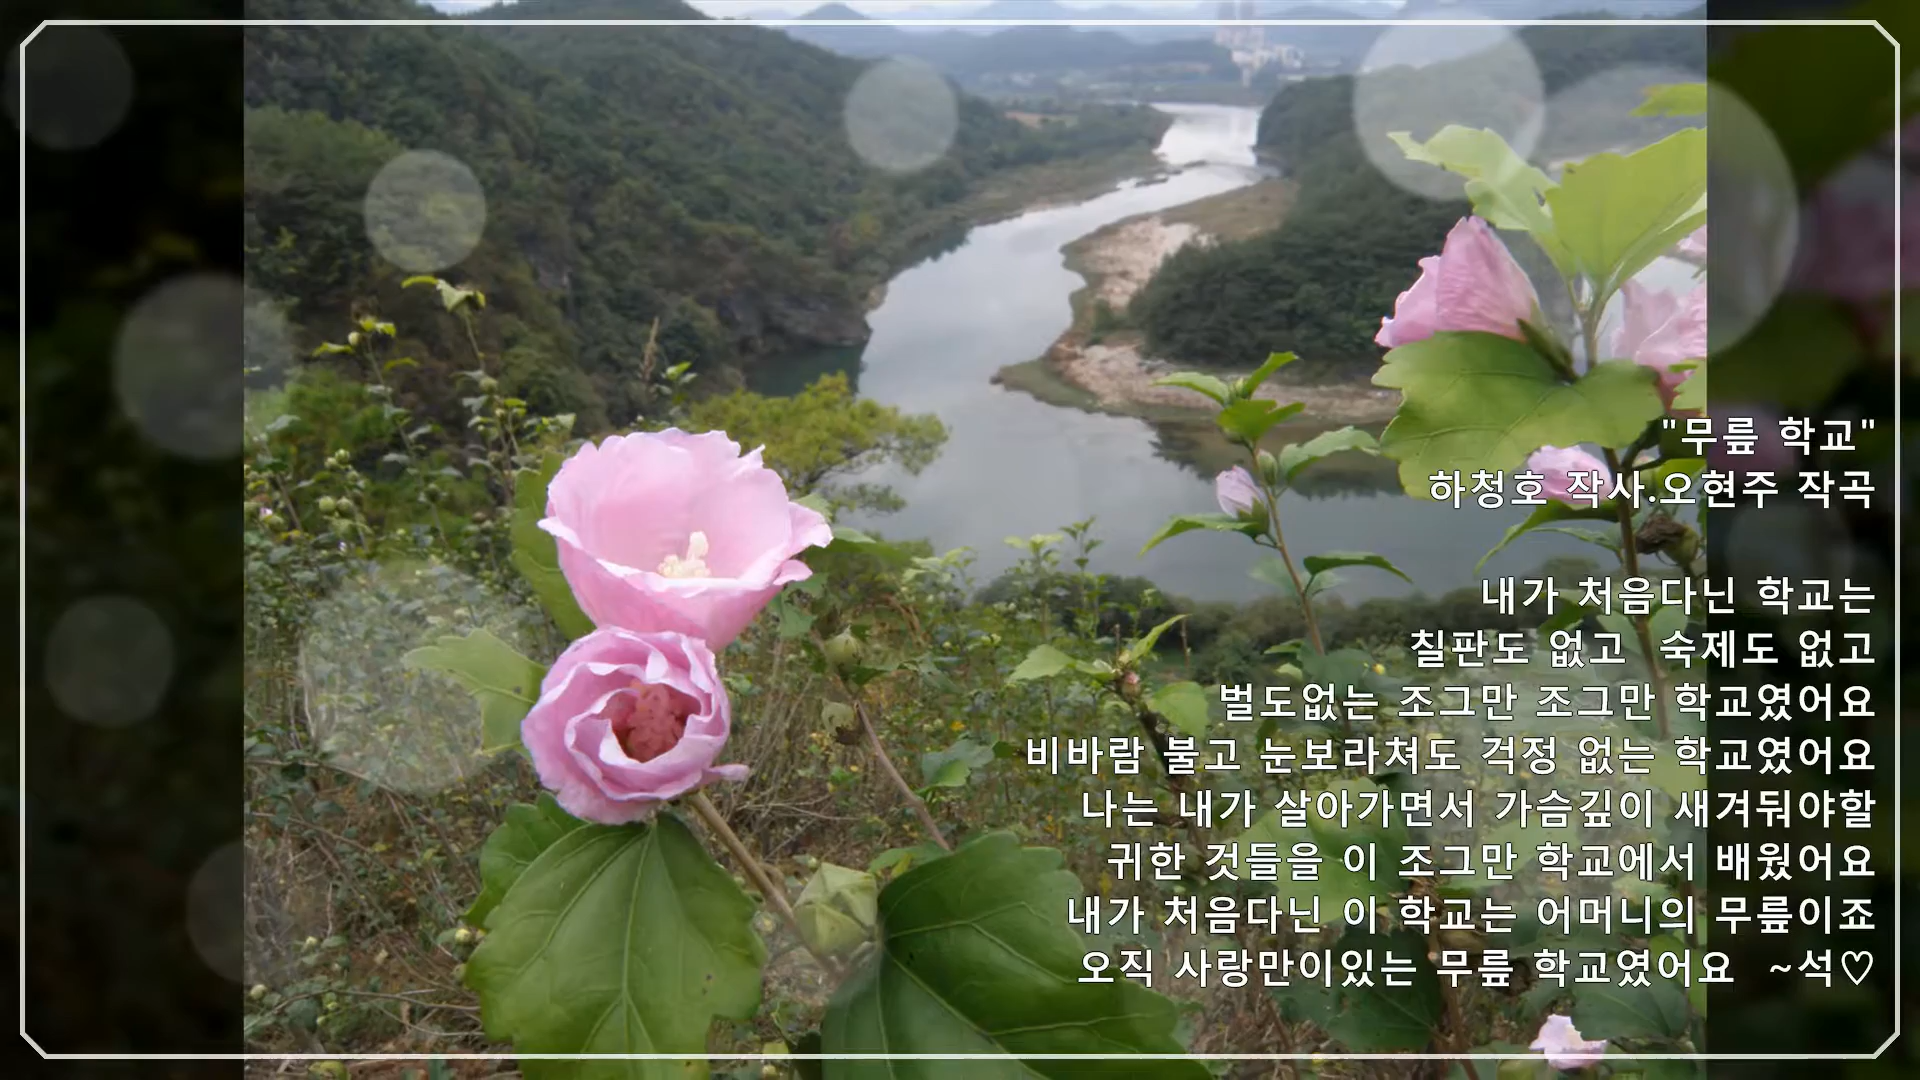 "무릎 학교"
하청호 작사.오현주 작곡
내가 처음다닌 학교는
칠판도 없고 숙제도 없고
벌도없는 조그만 조그만 학교였어요
비바람 불고 눈보라쳐도 걱정 없는 학교였어요
나는 내가 살아가면서 가슴깊이 새겨둬야할
귀한 것들을 이 조그만 학교에서 배웠어요
내가 처음다닌 이 학교는 어머니의 무릎이죠
오직 사랑만이있는 무릎 학교였어요 ~석♡